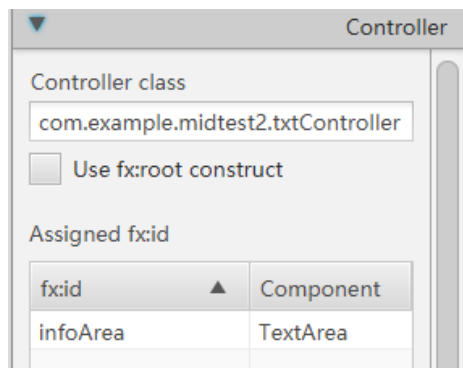 Controller
Controller class
com.example.midtest2.txtController
Use fx:root construct
Assigned fx:id
fx:id Component
infoArea TextArea